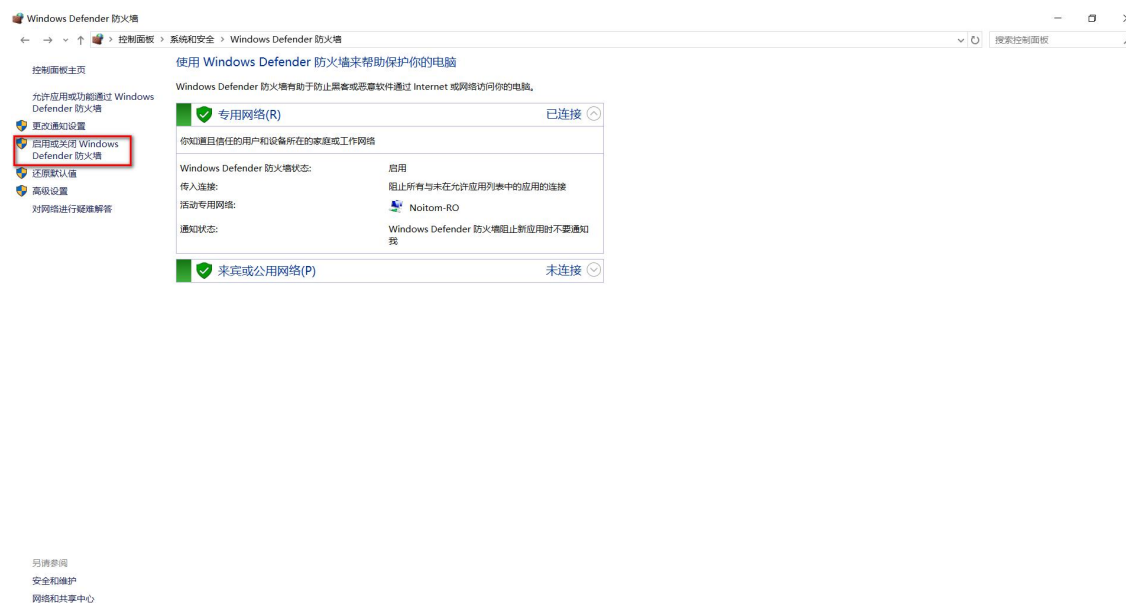 Windows Defender 防火墙
控制面板 > 系统和安全 > Windows Defender 防火墙
搜索控制面板
控制面板主页
允许应用或功能通过 Windows
Defender 防火墙
更改通知设置
启用或关闭 Windows
Defender 防火墙
还原默认值
高级设置
对网络进行疑难解答
使用 Windows Defender 防火墙来帮助保护你的电脑
Windows Defender 防火墙有助于防止黑客或恶意软件通过 Internet 或网络访问你的电脑。
专用网络(R) 已连接
你知道且信任的用户和设备所在的家庭或工作网络
Windows Defender 防火墙状态: 启用
传入连接: 阻止所有与未在允许应用列表中的应用的连接
活动专用网络: Noitom-RO
通知状态: Windows Defender 防火墙阻止新应用时不要通知
我
来宾或公用网络(P) 未连接
另请参阅
安全和维护
网络和共享中心